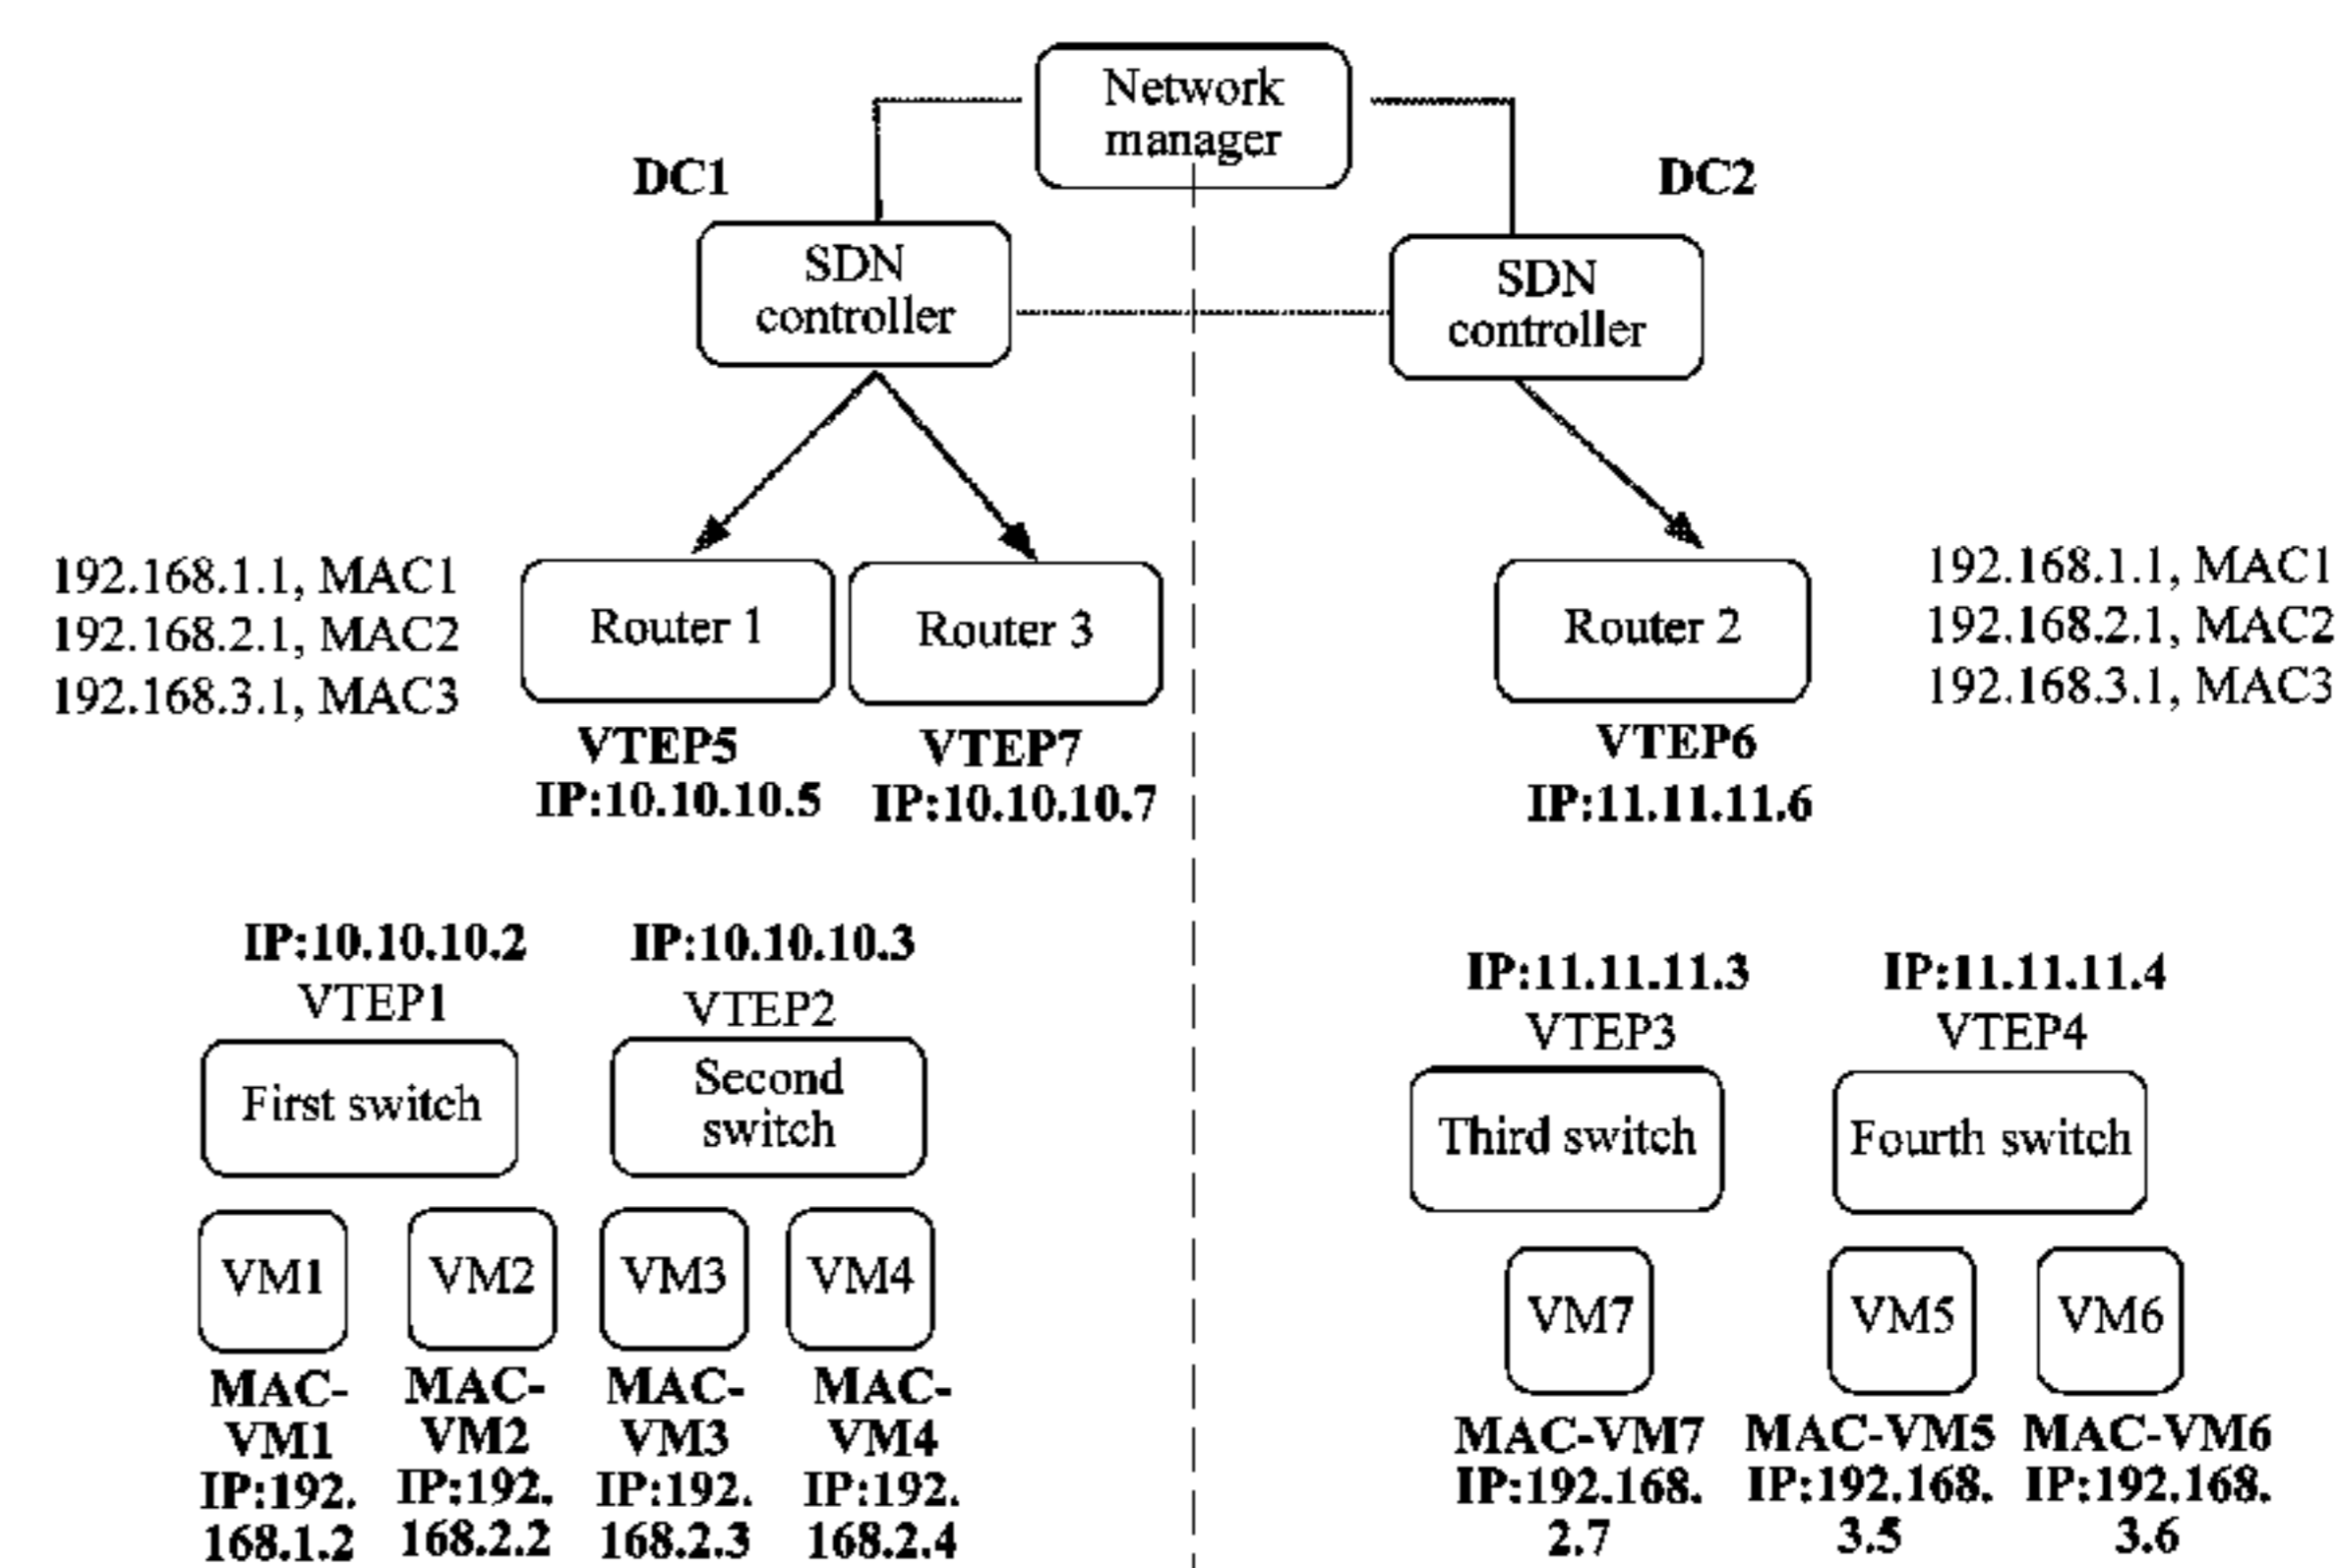 Network
manager
DC1
DC2
SDN
controller
SDN
controller
192.168.1.1, MAC1
192.168.2.1, MAC2
192.168.3.1, MAC3
Router 1
Router 3
Router 2
192.168.1.1, MAC1
192.168.2.1, MAC2
192.168.3.1, MAC3
VTEP5
IP:10.10.10.5
VTEP7
IP:10.10.10.7
VTEP6
IP:11.11.11.6
IP:10.10.10.2
VTEP1
IP:10.10.10.3
VTEP2
IP:11.11.11.3
VTEP3
IP:11.11.11.4
VTEP4
First switch
Second
switch
Third switch
Fourth switch
VM1
VM2
VM3
VM4
VM7
VM5
VM6
MAC-
VM1
IP:192.
168.1.2
MAC-
VM2
IP:192.
168.2.2
MAC-
VM3
IP:192.
168.2.3
MAC-
VM4
IP:192.
168.2.4
MAC-VM7
IP:192.168.
2.7
MAC-VM5
IP:192.168.
3.5
MAC-VM6
IP:192.168.
3.6